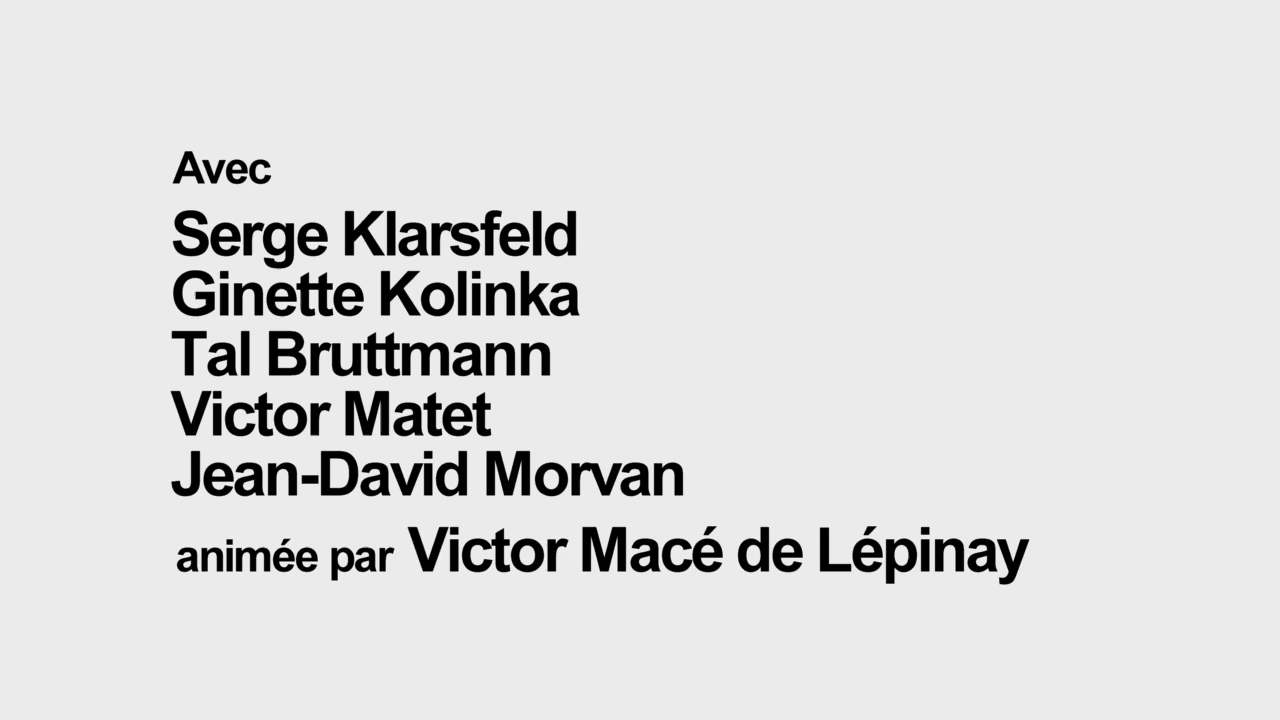 Avec
Serge Klarsfeld
Ginette Kolinka
Tal Bruttmann
Victor Matet
Jean-David Morvan
animée par Victor Macé de Lépinay